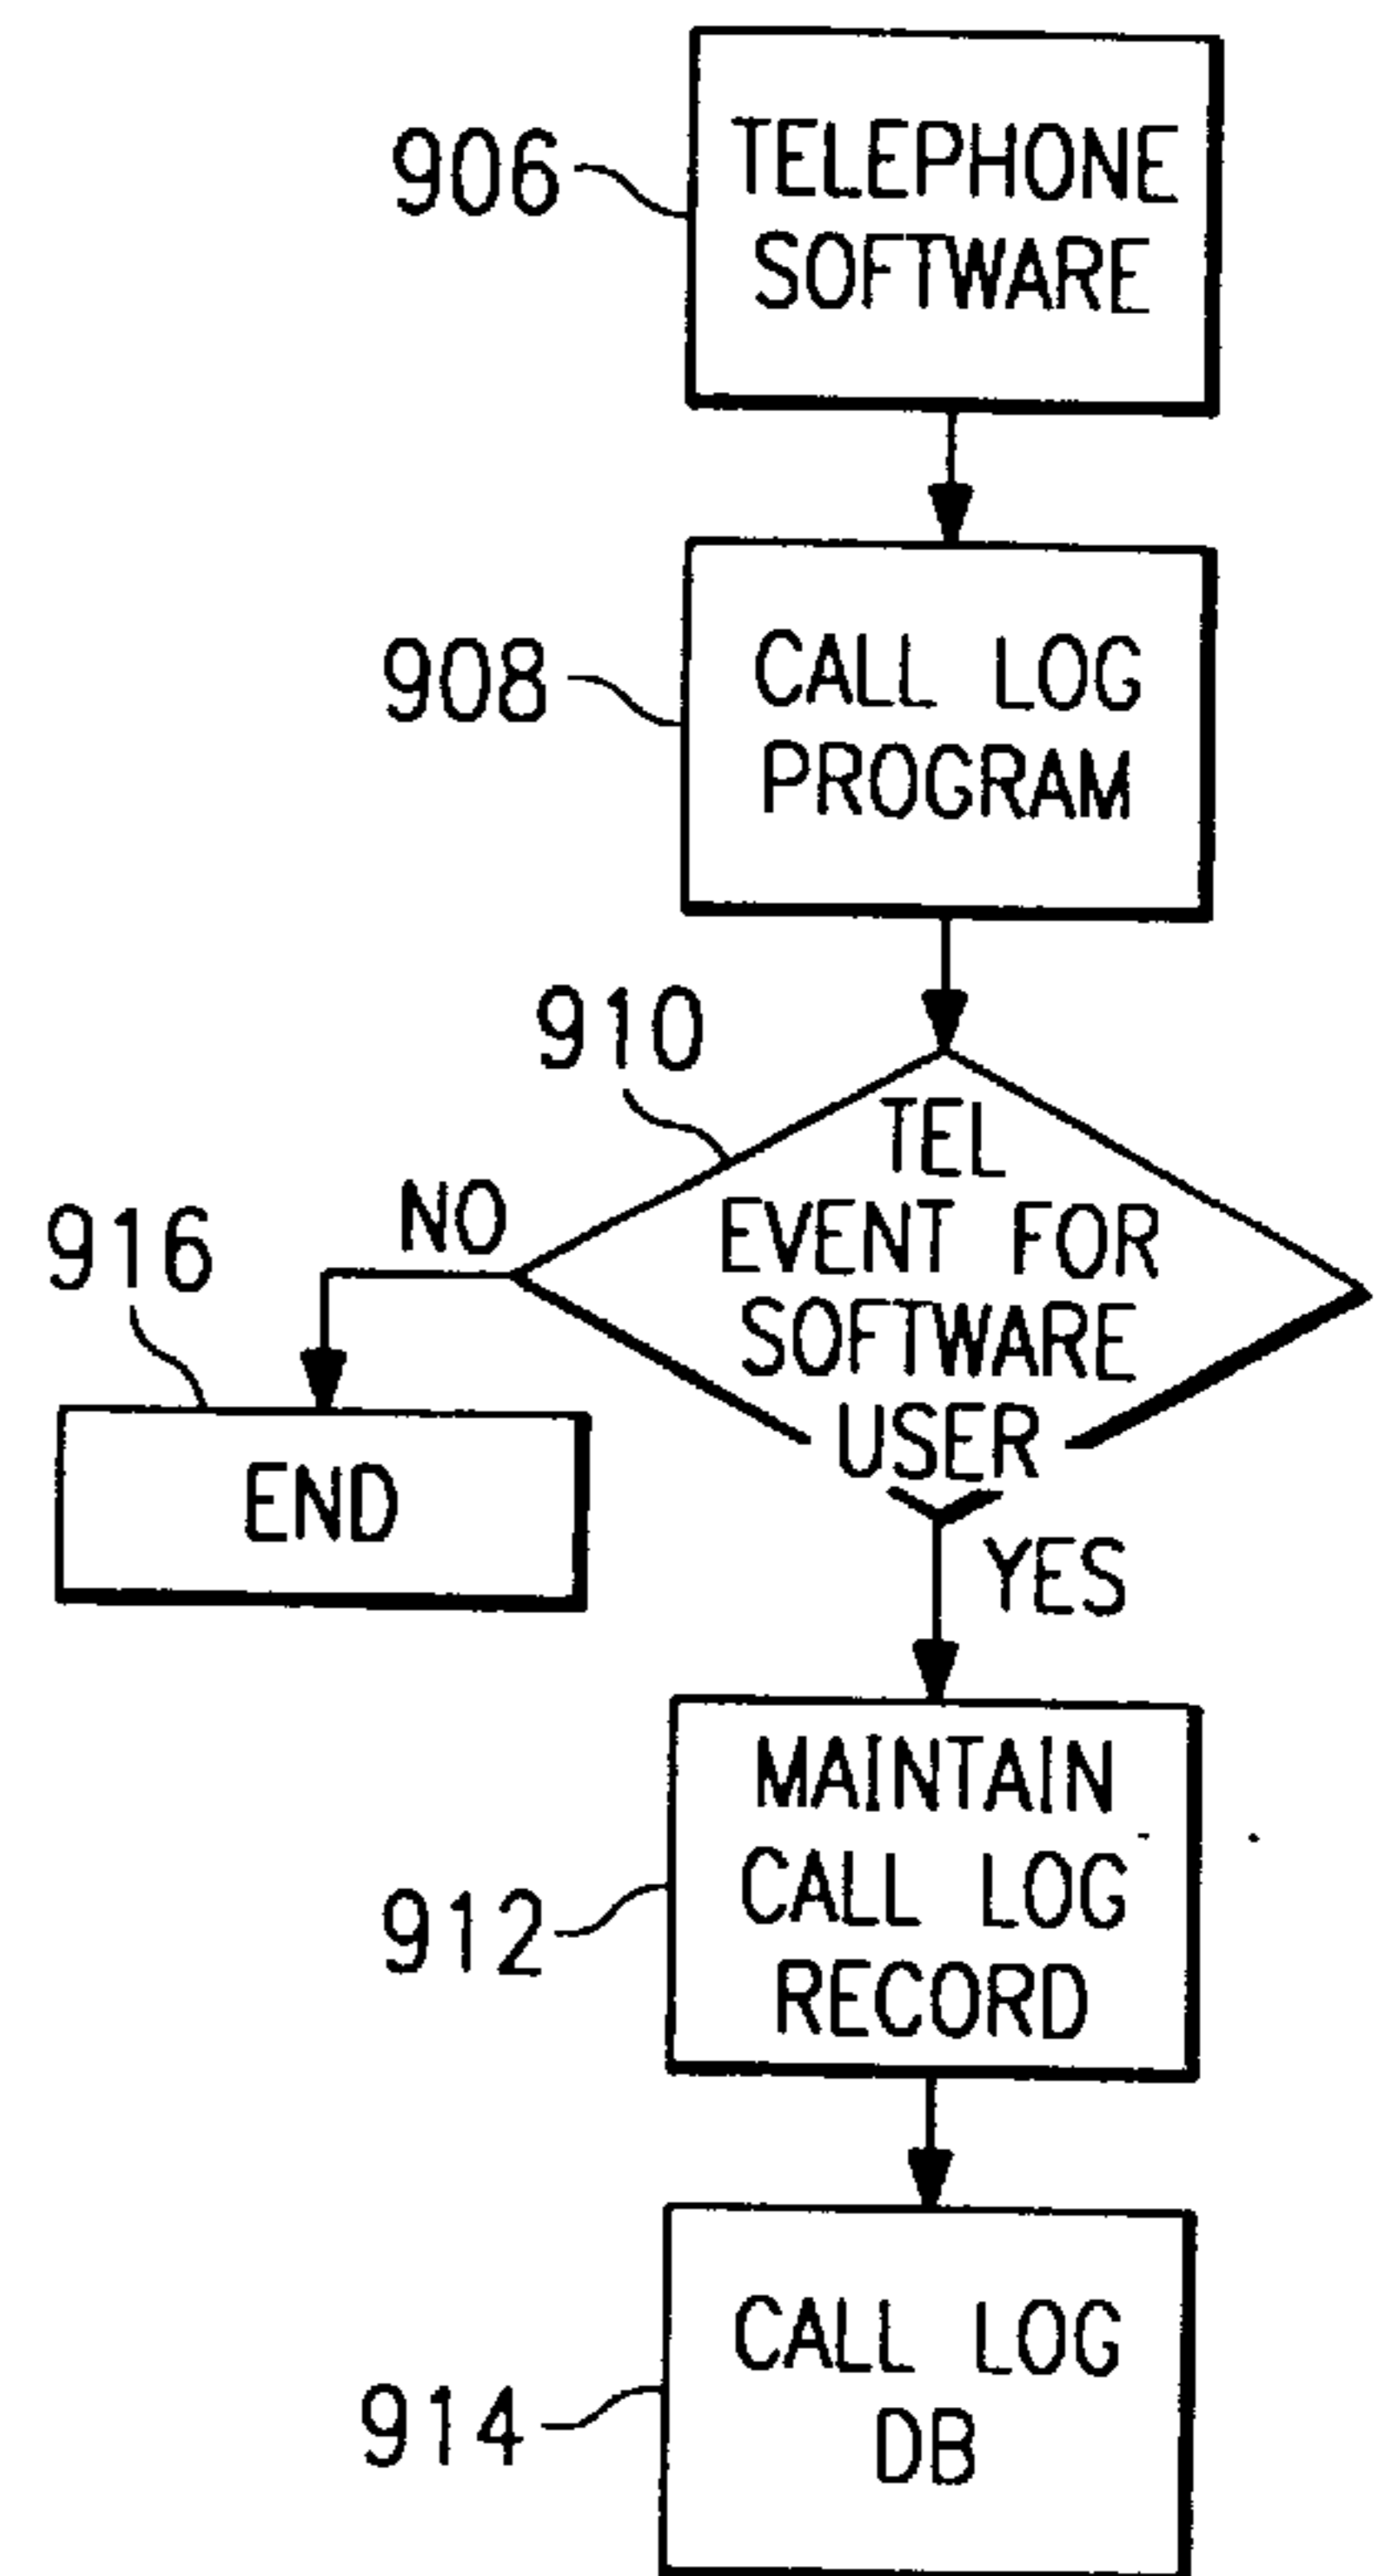 906
TELEPHONE
SOFTWARE
908
CALL LOG
PROGRAM
910
TEL
EVENT FOR
SOFTWARE
USER
NO
916
END
YES
912
MAINTAIN
CALL LOG
RECORD
914
CALL LOG
DB